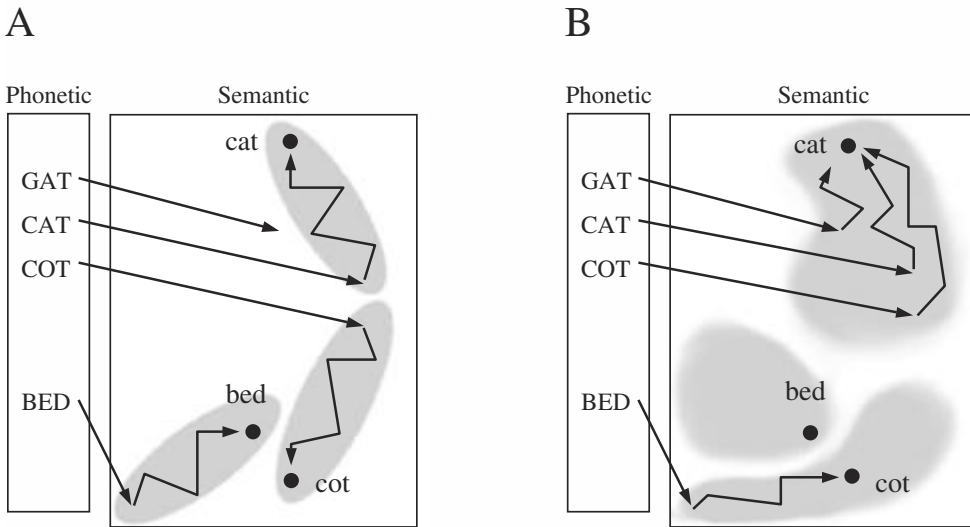 A
Phonetic
Semantic
cat
GAT
CAT
COT
BED
bed
cot
B
Phonetic
Semantic
cat
GAT
CAT
COT
BED
bed
cot